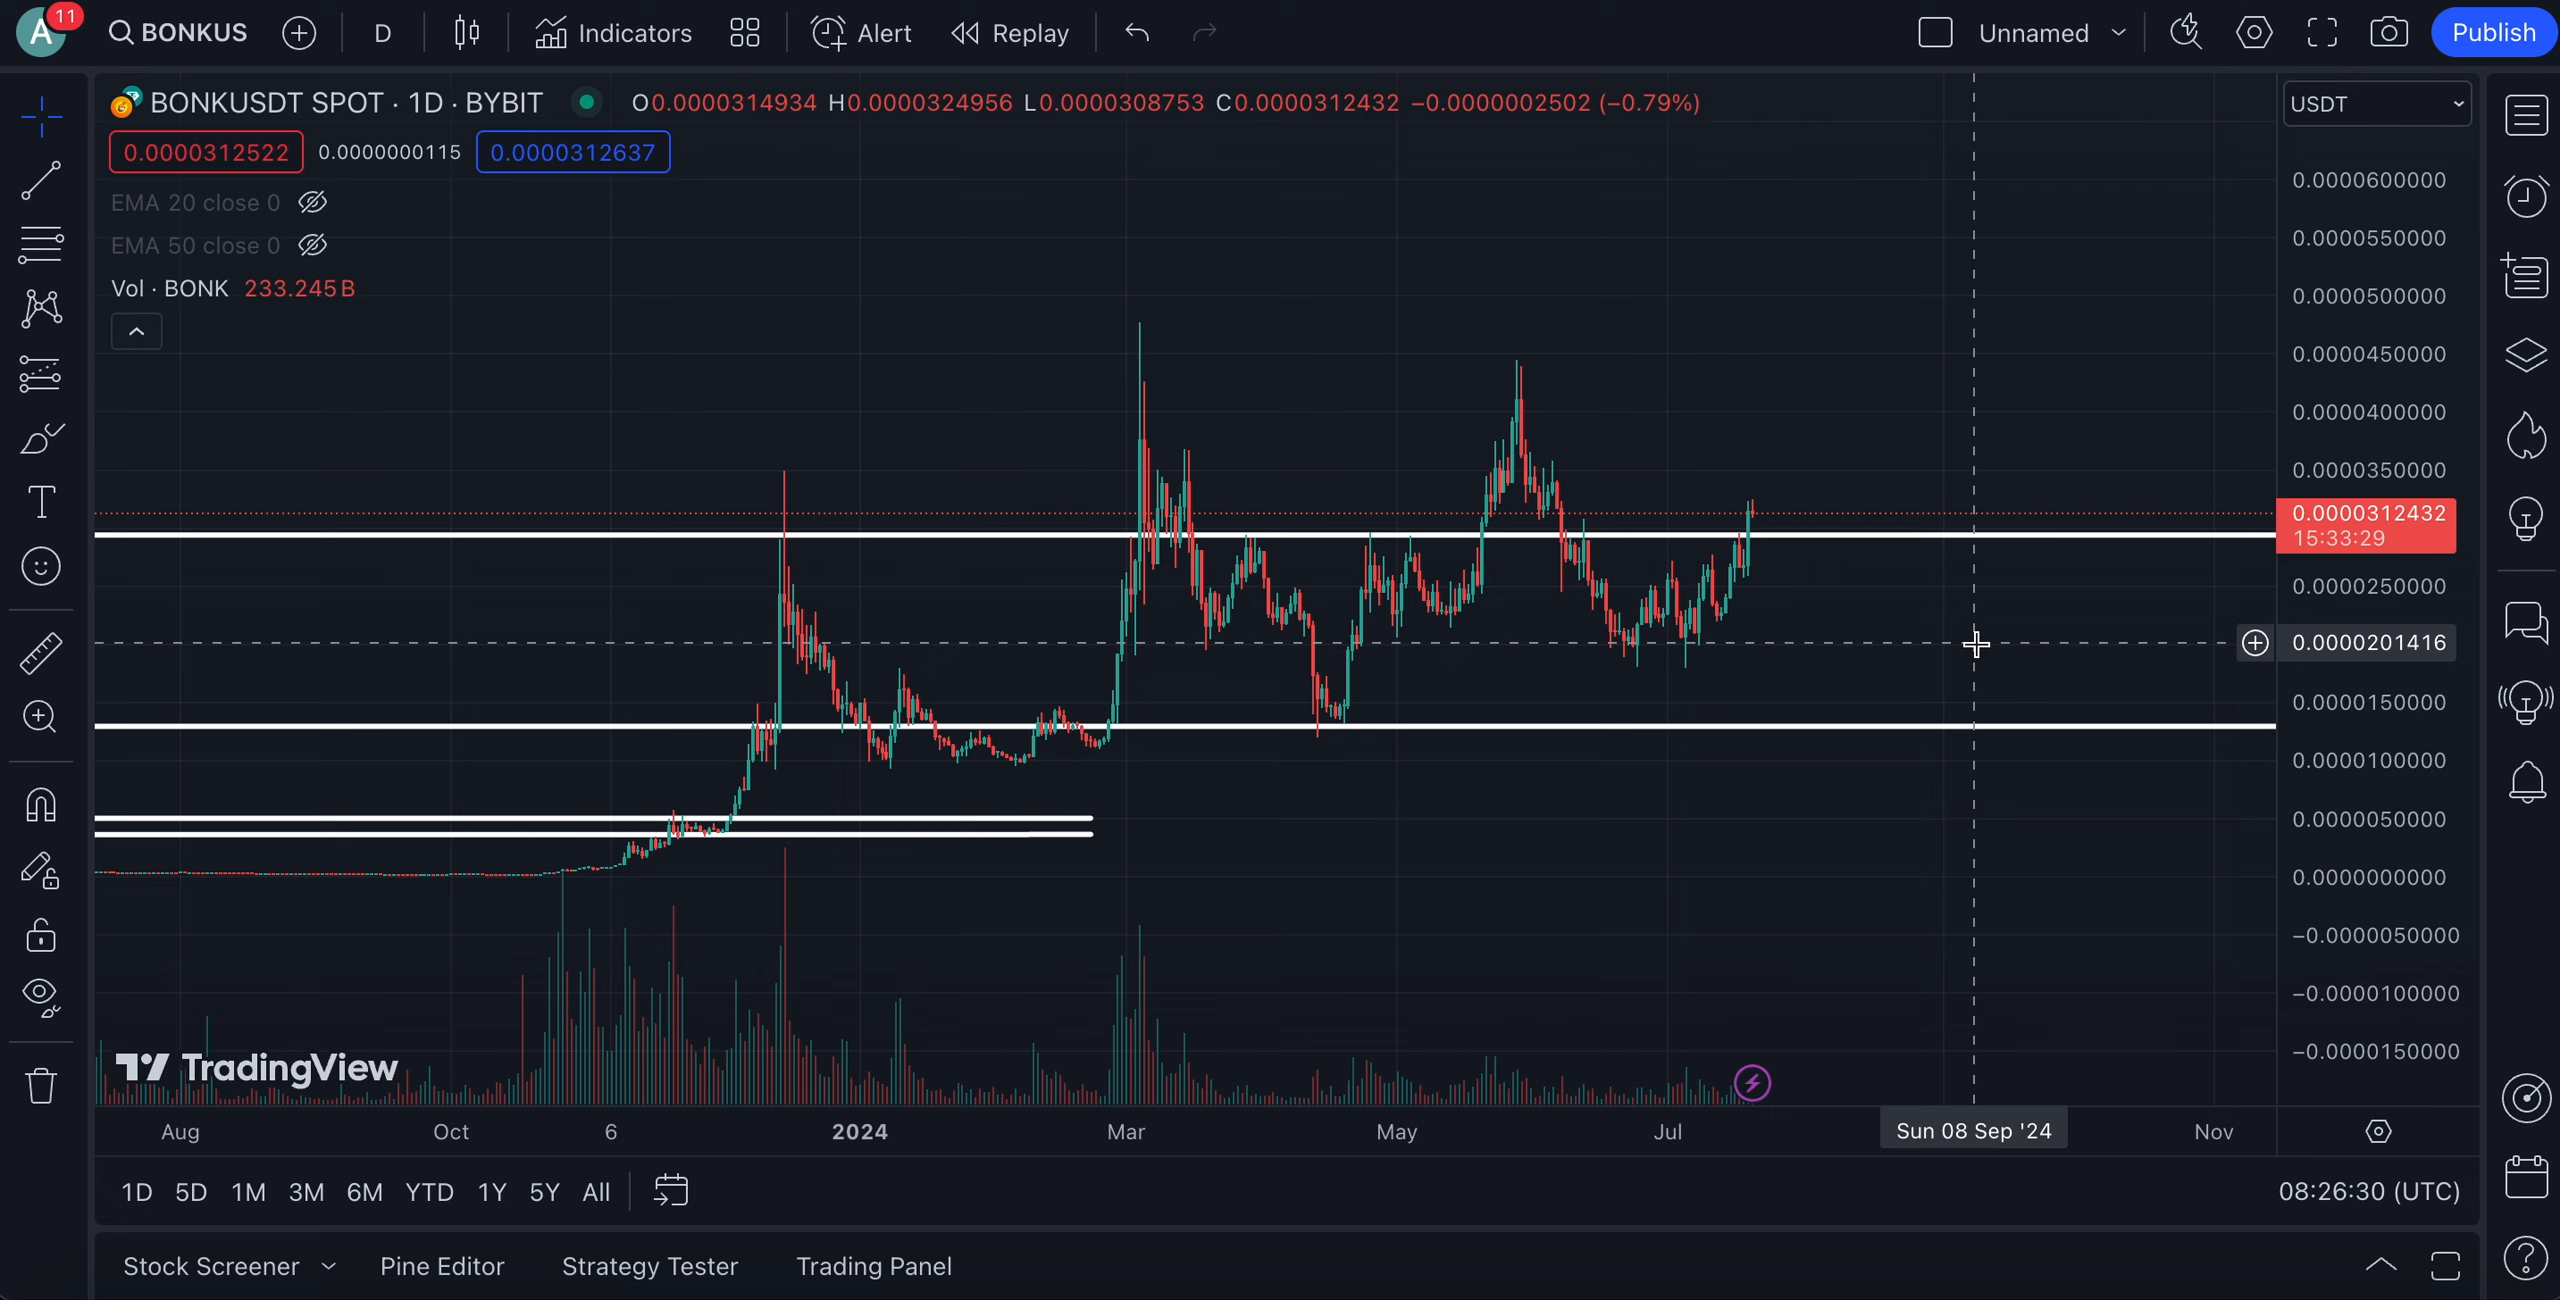 A 11 BONKUS D Indicators Alert Replay Unnamed Publish
BONKUSDT SPOT · 1D · BYBIT O0.0000314934 H0.0000324956 L0.0000308753 C0.0000312432 −0.0000002502 (−0.79%) USDT
0.0000312522 0.0000000115 0.0000312637
EMA 20 close 0
EMA 50 close 0
Vol · BONK 233.245B
0.0000600000
0.0000550000
0.0000500000
0.0000450000
0.0000400000
0.0000350000
0.0000312432
15:33:29
0.0000250000
0.0000201416
0.0000150000
0.0000100000
0.0000050000
0.0000000000
−0.0000050000
−0.0000100000
−0.0000150000
TradingView
Aug Oct 6 2024 Mar May Jul Sun 08 Sep '24 Nov
1D 5D 1M 3M 6M YTD 1Y 5Y All 08:26:30 (UTC)
Stock Screener Pine Editor Strategy Tester Trading Panel